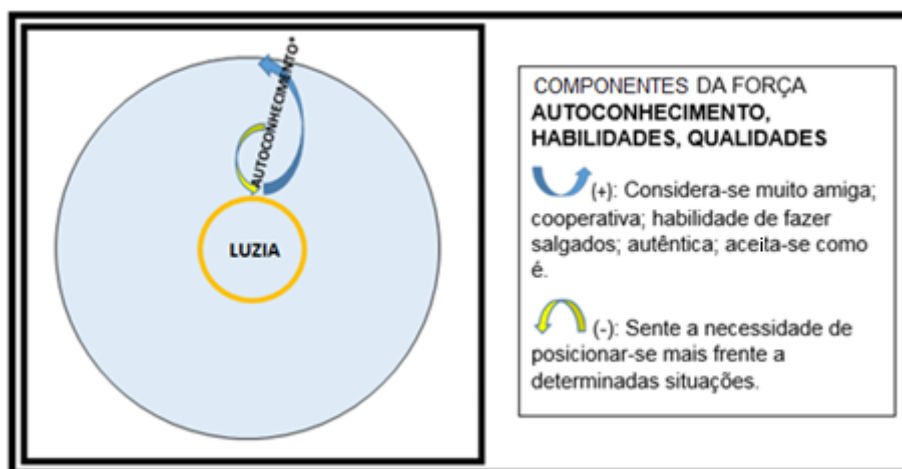 AUTOCONHECIMENTO*
LUZIA
COMPONENTES DA FORÇA
AUTOCONHECIMENTO,
HABILIDADES, QUALIDADES
(+): Considera-se muito amiga;
cooperativa; habilidade de fazer
salgados; autêntica; aceita-se como
é.
(-): Sente a necessidade de
posicionar-se mais frente a
determinadas situações.